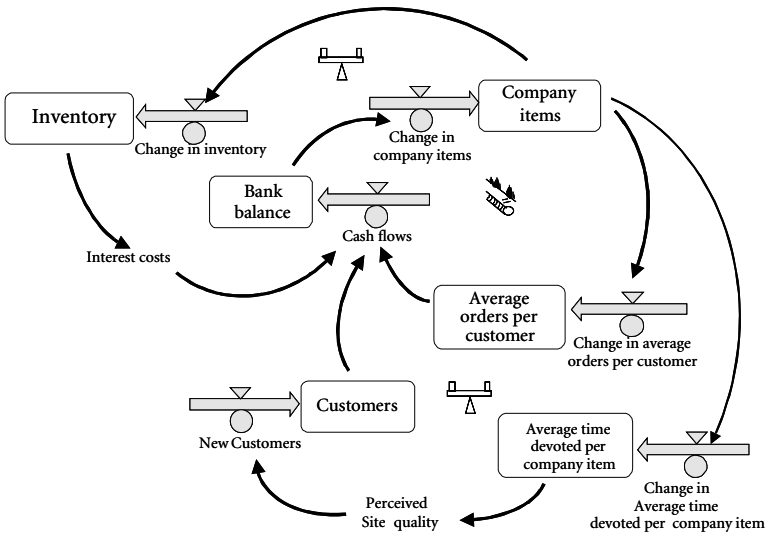 Inventory
Change in inventory
Company
items
Change in
company items
Bank
balance
Cash flows
Interest costs
Average
orders per
customer
Change in average
orders per customer
Customers
New Customers
Average time
devoted per
company item
Change in
Average time
devoted per company item
Perceived
Site quality